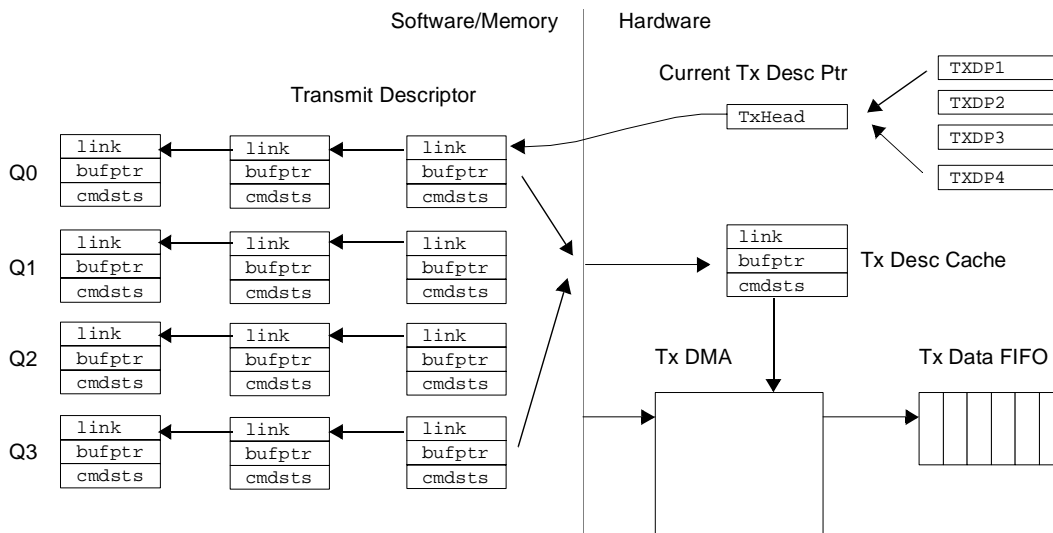 Software/Memory
Hardware
Current Tx Desc Ptr
TXDP1
TXDP2
TXDP3
TXDP4
TxHead
Transmit Descriptor
Q0
link
bufptr
cmdsts
link
bufptr
cmdsts
link
bufptr
cmdsts
Q1
link
bufptr
cmdsts
link
bufptr
cmdsts
link
bufptr
cmdsts
Q2
link
bufptr
cmdsts
link
bufptr
cmdsts
link
bufptr
cmdsts
Q3
link
bufptr
cmdsts
link
bufptr
cmdsts
link
bufptr
cmdsts
link
bufptr
cmdsts
Tx Desc Cache
Tx DMA
Tx Data FIFO